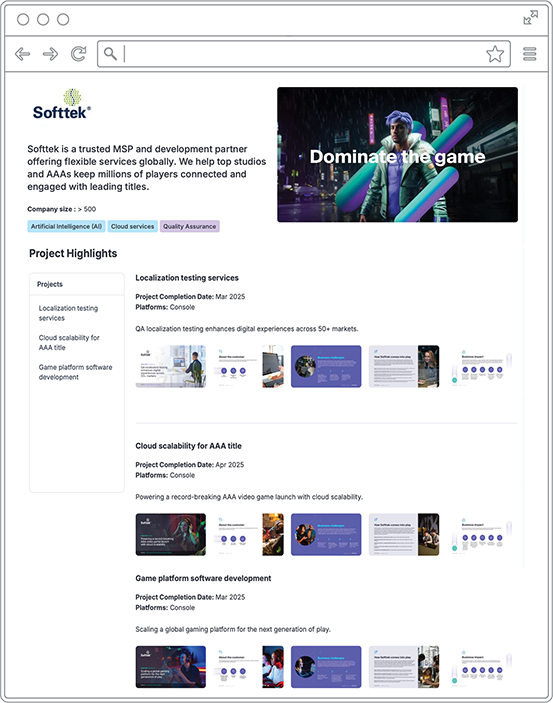 Softtek®
Dominate the game
Softtek is a trusted MSP and development partner
offering flexible services globally. We help top studios
and AAAs keep millions of players connected and
engaged with leading titles.
Company size : > 500
Artificial Intelligence (AI)
Cloud services
Quality Assurance
Project Highlights
Projects
Localization testing
services
Cloud scalability for
AAA title
Game platform software
development
Localization testing services
Project Completion Date: Mar 2025
Platforms: Console
QA localization testing enhances digital experiences across 50+ markets.
About the customer
Business challenges
How Softtek comes into play
Business impact
Cloud scalability for AAA title
Project Completion Date: Apr 2025
Platforms: Console
Powering a record-breaking AAA video game launch with cloud scalability.
Softtek
About the customer
Business challenges
How Softtek comes into play
Business impact
Game platform software development
Project Completion Date: Mar 2025
Platforms: Console
Scaling a global gaming platform for the next generation of play.
Softtek
About the customer
Business challenges
How Softtek comes into play
Business impact